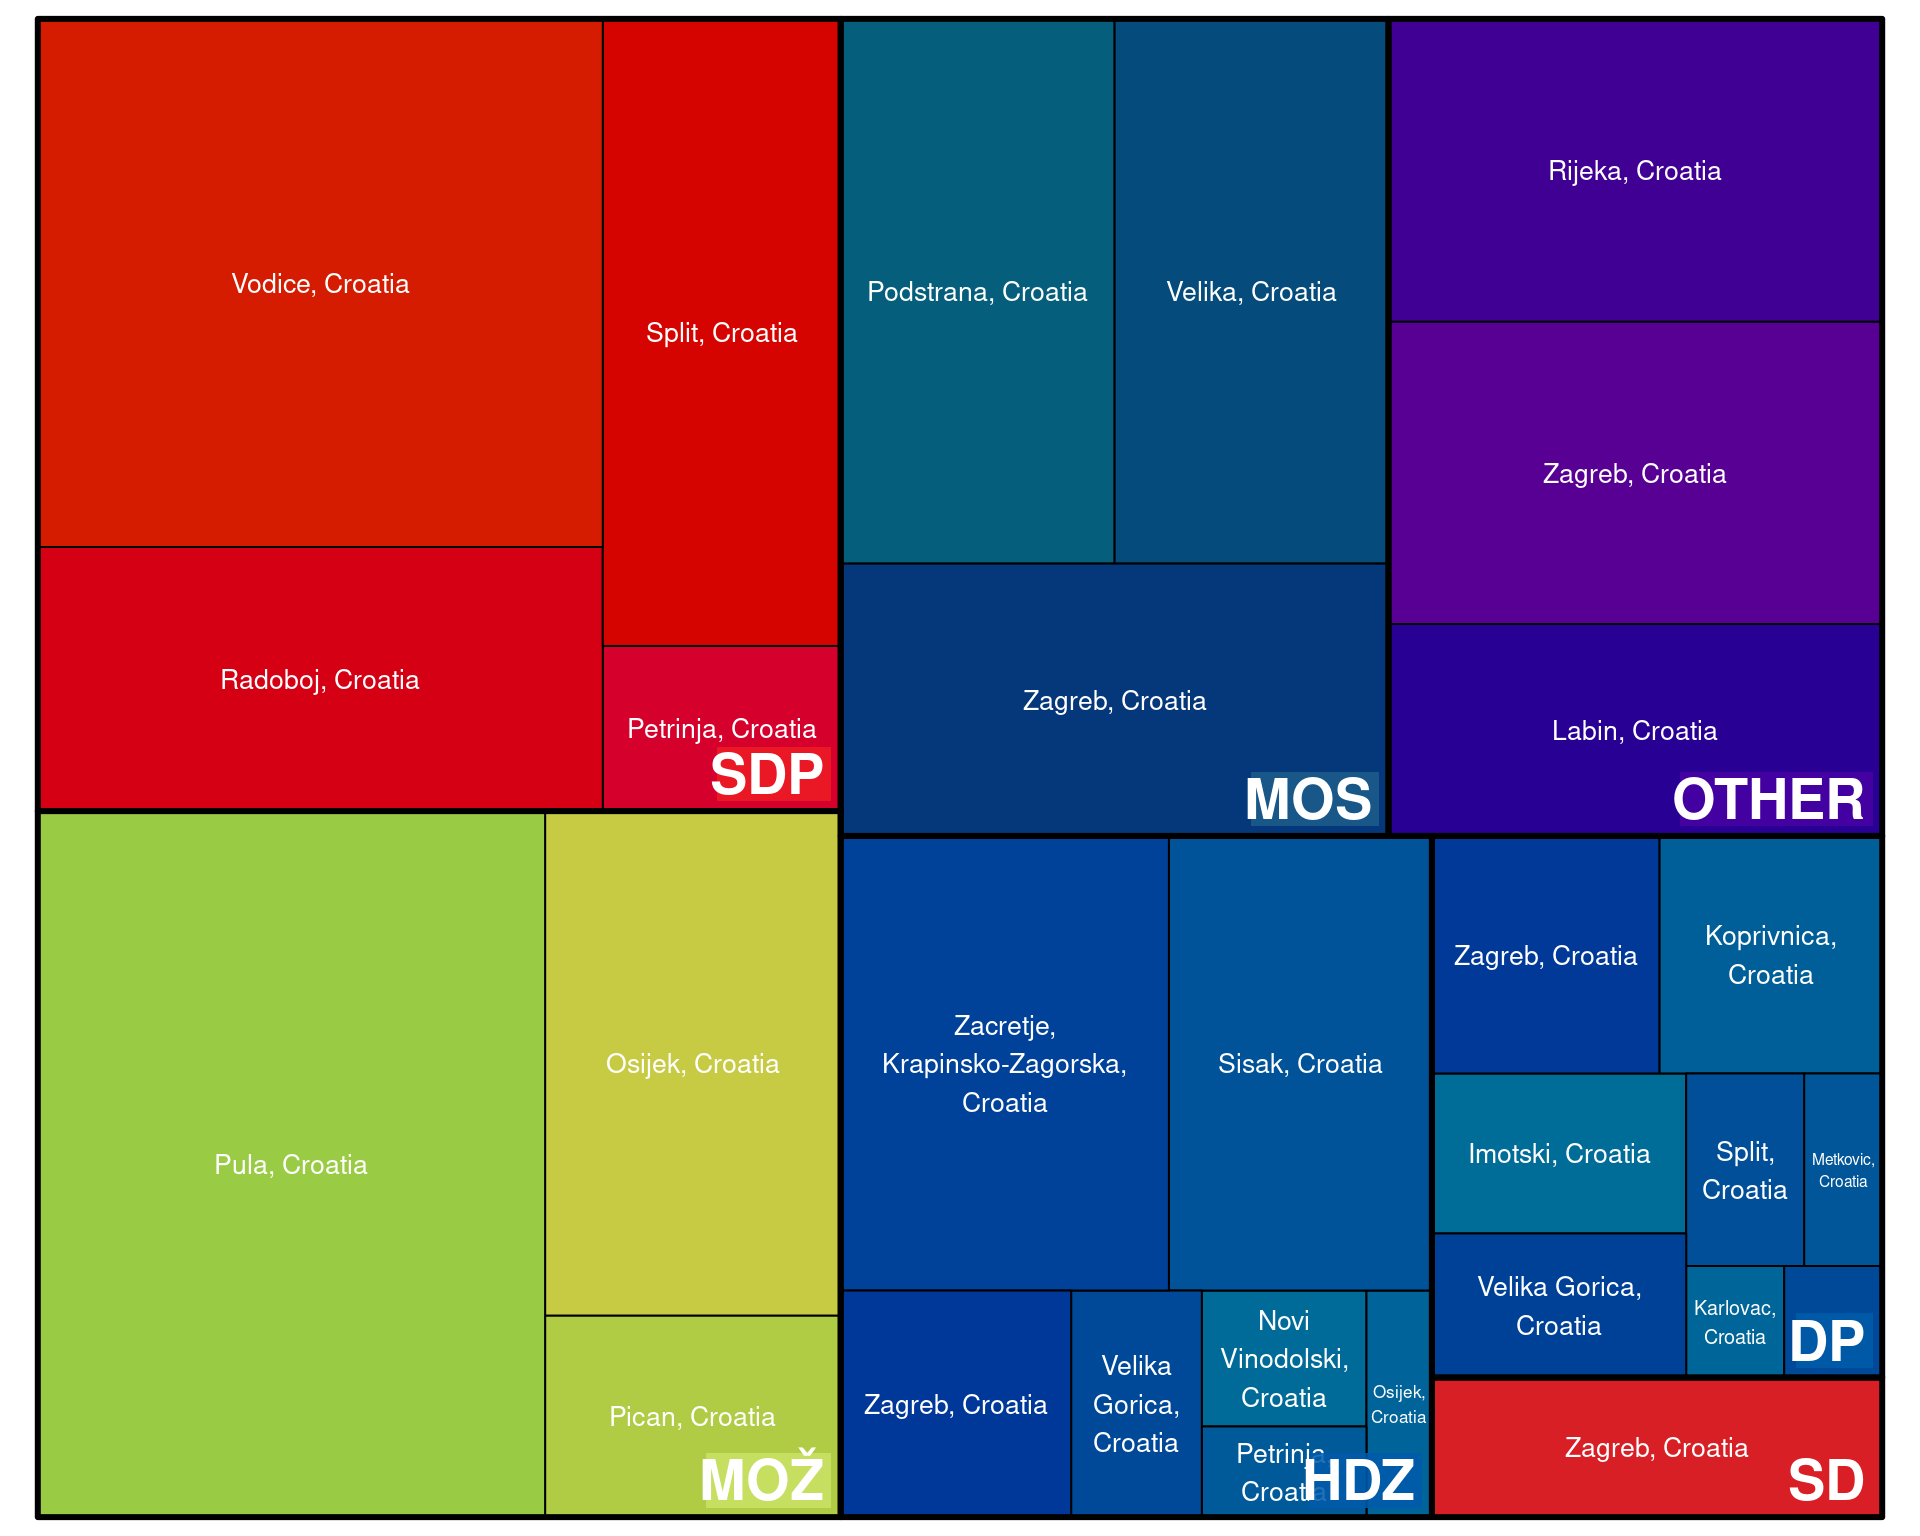 Vodice, Croatia
Split, Croatia
Radoboj, Croatia
Petrinja, Croatia
SDP
Podstrana, Croatia
Velika, Croatia
Zagreb, Croatia
MOS
Rijeka, Croatia
Zagreb, Croatia
Labin, Croatia
OTHER
Pula, Croatia
Osijek, Croatia
Pican, Croatia
MOŽ
Zacretje,
Krapinsko-Zagorska,
Croatia
Sisak, Croatia
Zagreb, Croatia
Velika
Gorica,
Croatia
Novi
Vinodolski,
Croatia
Petrinja,
Croatia
Osijek,
Croatia
HDZ
Zagreb, Croatia
Koprivnica,
Croatia
Imotski, Croatia
Split,
Croatia
Metkovic,
Croatia
Velika Gorica,
Croatia
Karlovac,
Croatia
DP
Zagreb, Croatia
SD